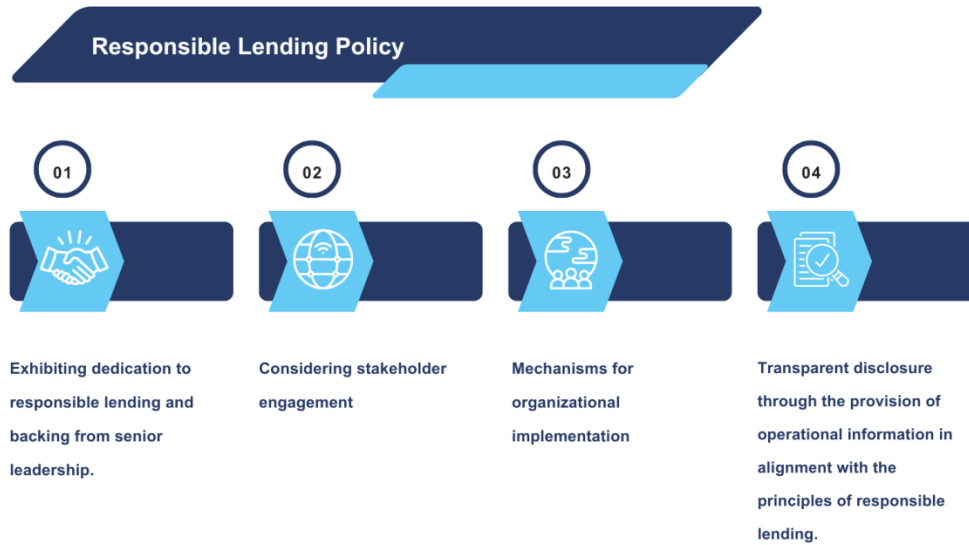 Responsible Lending Policy
01
02
03
04
Exhibiting dedication to
responsible lending and
backing from senior
leadership.
Considering stakeholder
engagement
Mechanisms for
organizational
implementation
Transparent disclosure
through the provision of
operational information in
alignment with the
principles of responsible
lending.